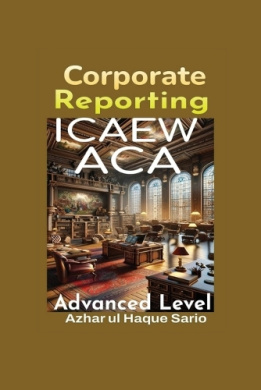 Corporate
Reporting
ICAEW
ACA
Advanced Level
Azhar ul Haque Sario